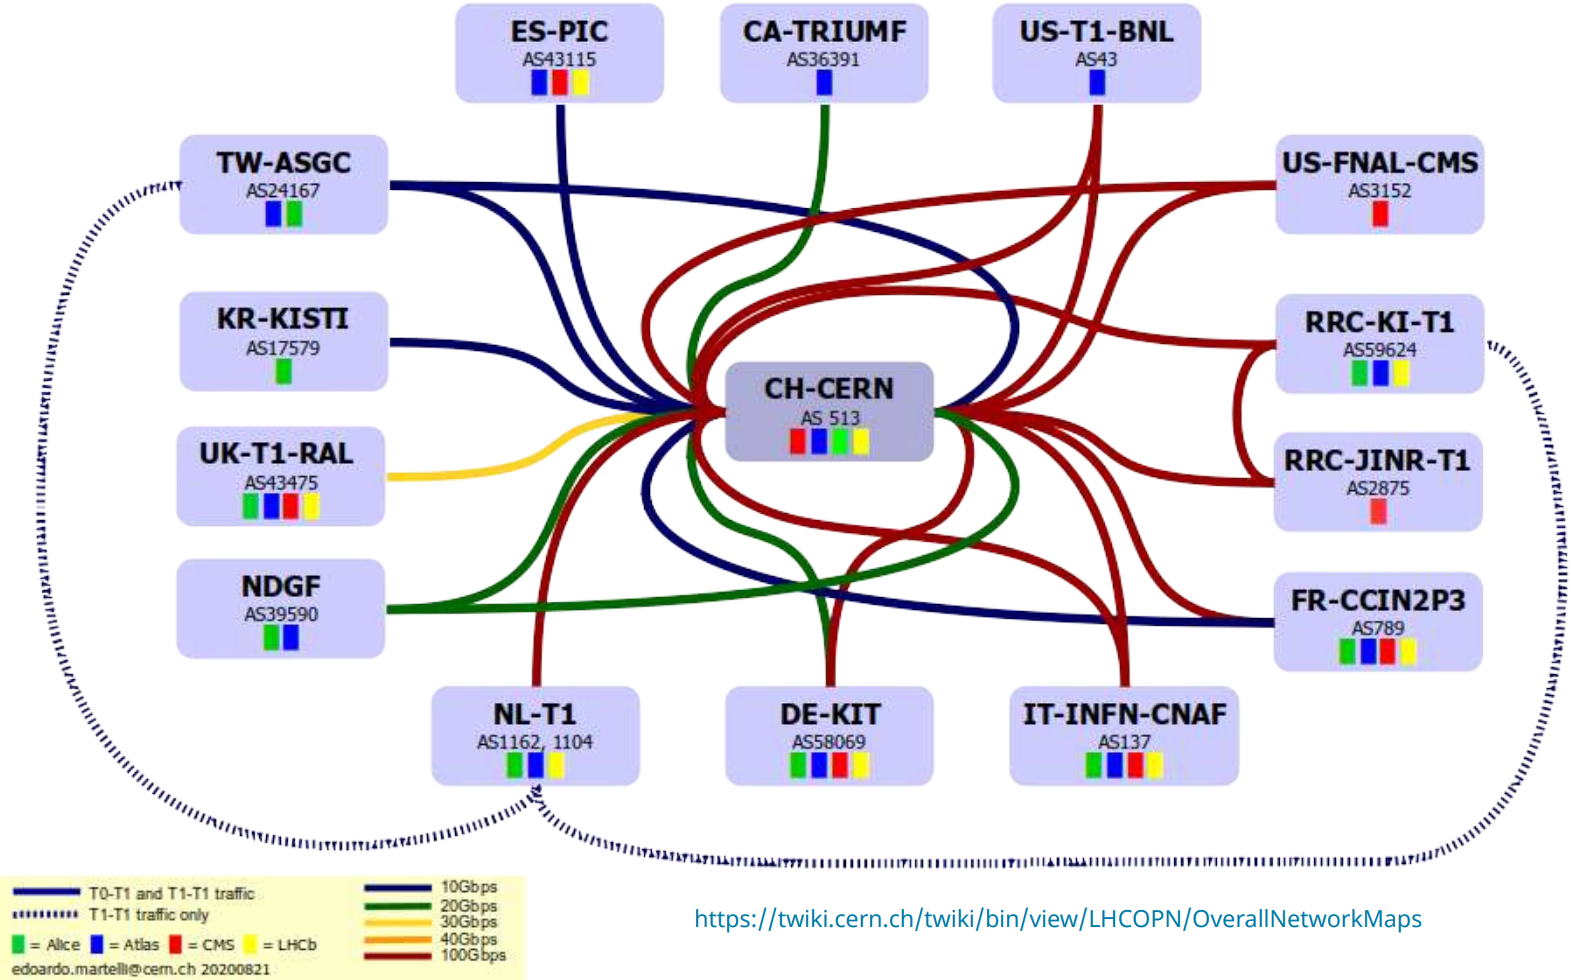 ES-PIC
AS43115
CA-TRIUMF
AS36391
US-T1-BNL
AS43
TW-ASGC
AS24167
US-FNAL-CMS
AS3152
KR-KISTI
AS17579
RRC-KI-T1
AS59624
CH-CERN
AS 513
UK-T1-RAL
AS43475
RRC-JINR-T1
AS2875
NDGF
AS39590
FR-CCIN2P3
AS789
NL-T1
AS1162, 1104
DE-KIT
AS58069
IT-INFN-CNAF
AS137
T0-T1 and T1-T1 traffic
T1-T1 traffic only
= Alice = Atlas = CMS = LHCb
edoardo.martelli@cern.ch 20200821
10Gbps
20Gbps
30Gbps
40Gbps
100Gbps
https://twiki.cern.ch/twiki/bin/view/LHCOPN/OverallNetworkMaps